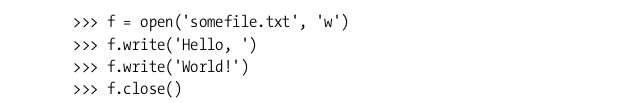 >>> f = open('somefile.txt', 'w')
>>> f.write('Hello, ')
>>> f.write('World!')
>>> f.close()